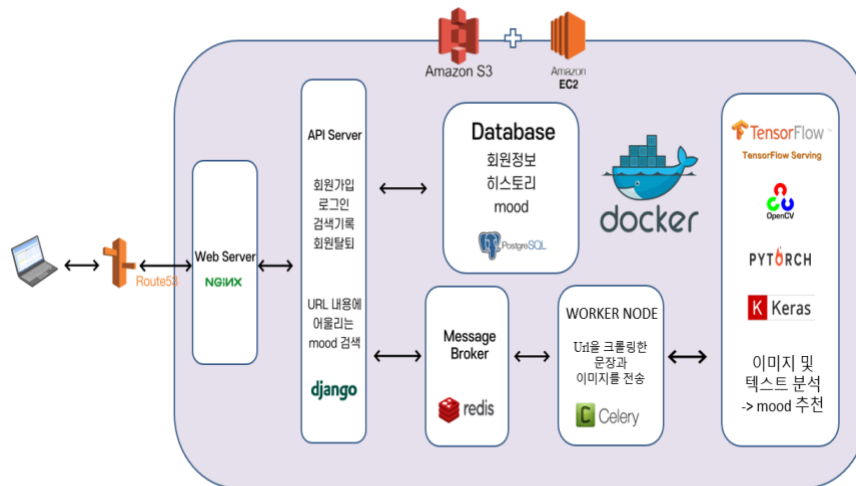 Amazon S3
Amazon
EC2
Route53
Web Server
NGINX
API Server
회원가입
로그인
검색기록
회원탈퇴
URL 내용에
어울리는
mood 검색
django
Database
회원정보
히스토리
mood
PostgreSQL
docker
Message
Broker
redis
WORKER NODE
Url을 크롤링한
문장과
이미지를 전송
C Celery
TensorFlow™
TensorFlow Serving
OpenCV
PYTORCH
K Keras
이미지 및
텍스트 분석
-> mood 추천